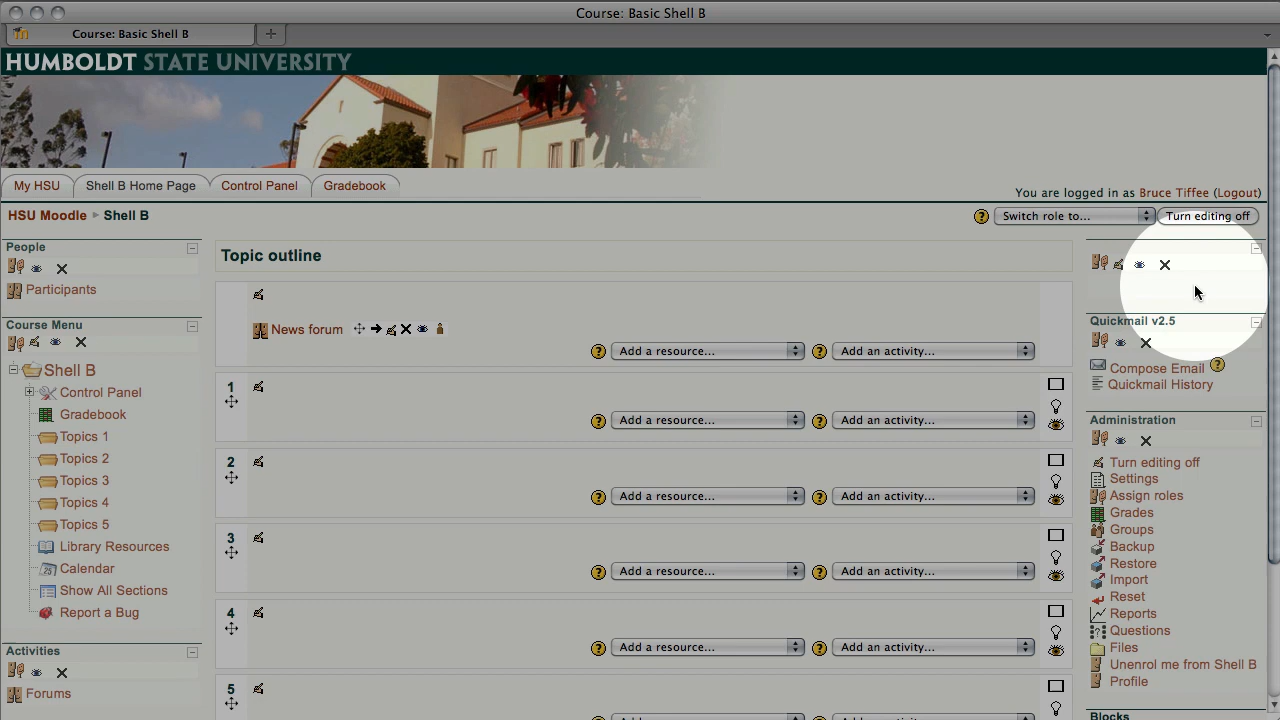 Course: Basic Shell B
Course: Basic Shell B
HUMBOLDT STATE UNIVERSITY
My HSU
Shell B Home Page
Control Panel
Gradebook
You are logged in as Bruce Tiffee (Logout)
HSU Moodle
Shell B
Switch role to...
Turn editing off
People
Participants
Course Menu
Shell B
Control Panel
Gradebook
Topics 1
Topics 2
Topics 3
Topics 4
Topics 5
Library Resources
Calendar
Show All Sections
Report a Bug
Activities
Forums
Topic outline
News forum
Add a resource...
Add an activity...
1
Add a resource...
Add an activity...
2
Add a resource...
Add an activity...
3
Add a resource...
Add an activity...
4
Add a resource...
Add an activity...
5
Quickmail v2.5
Compose Email
Quickmail History
Administration
Turn editing off
Settings
Assign roles
Grades
Groups
Backup
Restore
Import
Reset
Reports
Questions
Files
Unenrol me from Shell B
Profile
Blocks